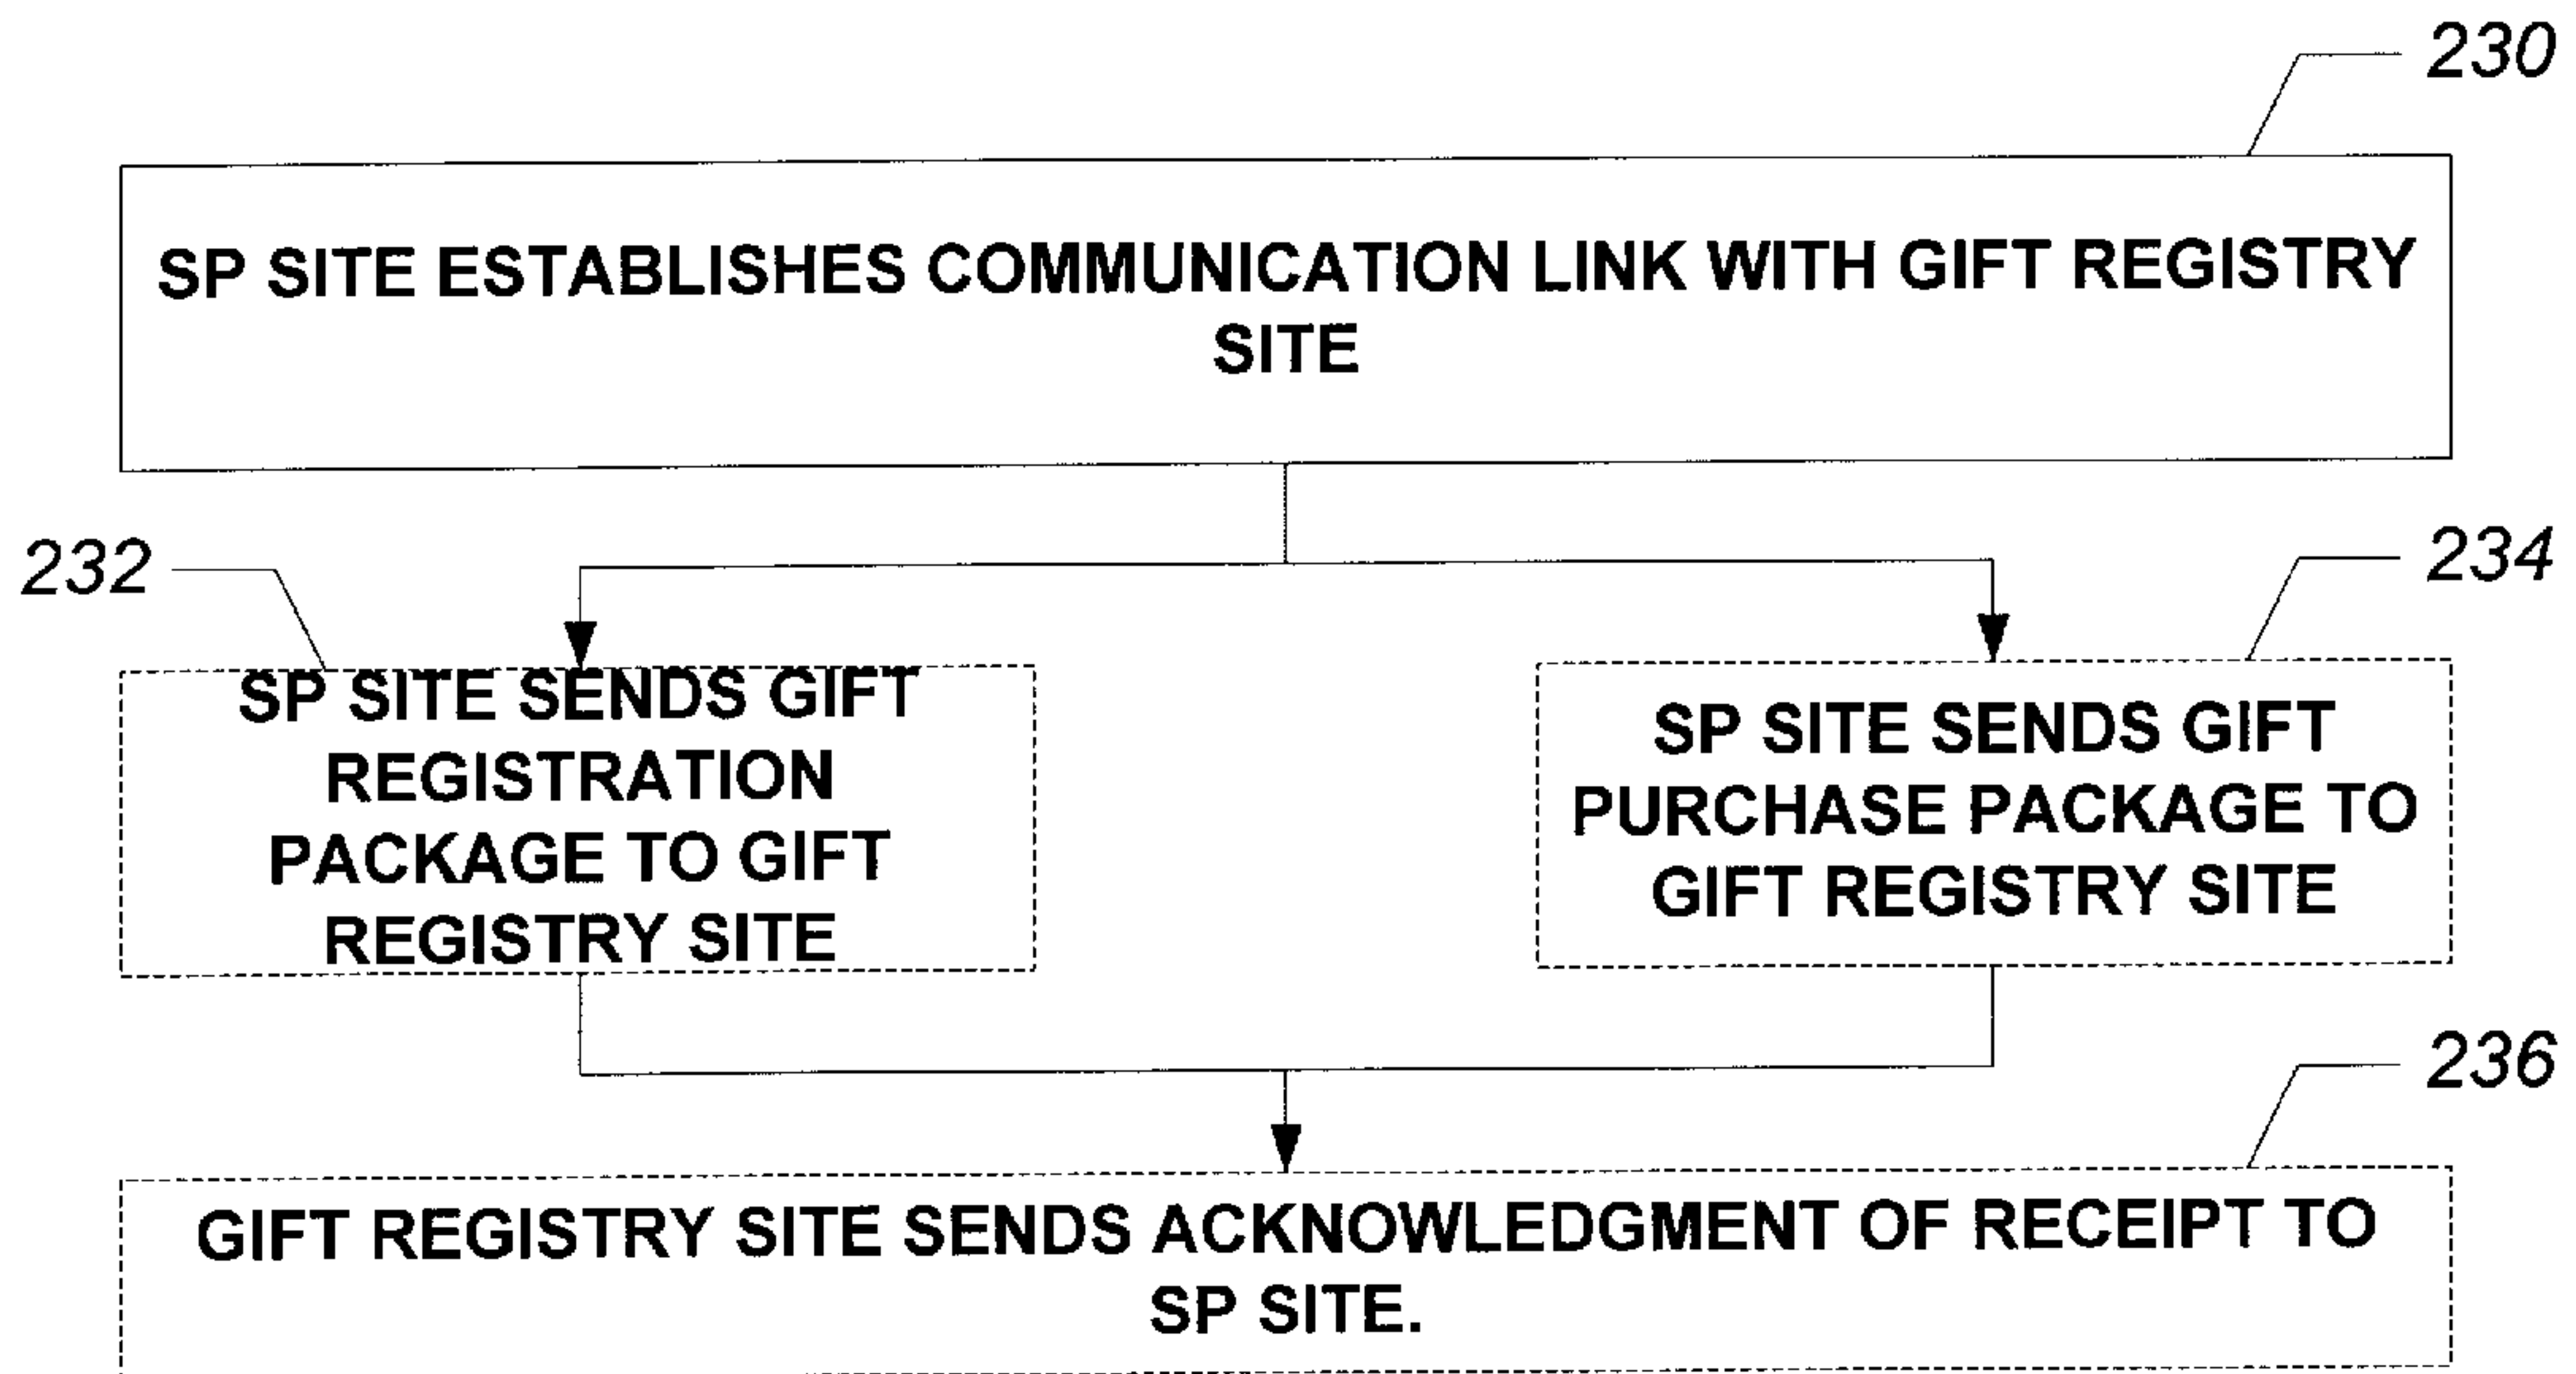 230
SP SITE ESTABLISHES COMMUNICATION LINK WITH GIFT REGISTRY
SITE
232
SP SITE SENDS GIFT
REGISTRATION
PACKAGE TO GIFT
REGISTRY SITE
234
SP SITE SENDS GIFT
PURCHASE PACKAGE TO
GIFT REGISTRY SITE
236
GIFT REGISTRY SITE SENDS ACKNOWLEDGMENT OF RECEIPT TO
SP SITE.